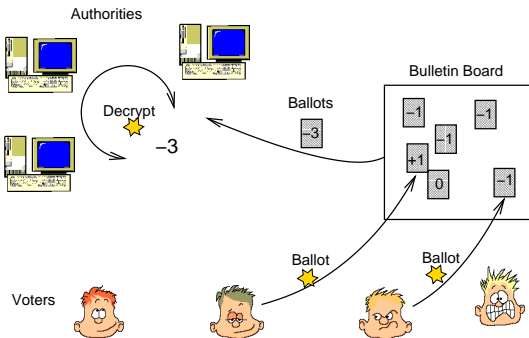 Authorities
Bulletin Board
Decrypt
Ballots
−3
−3
−1
−1
−1
+1
0
−1
Ballot
Ballot
Voters